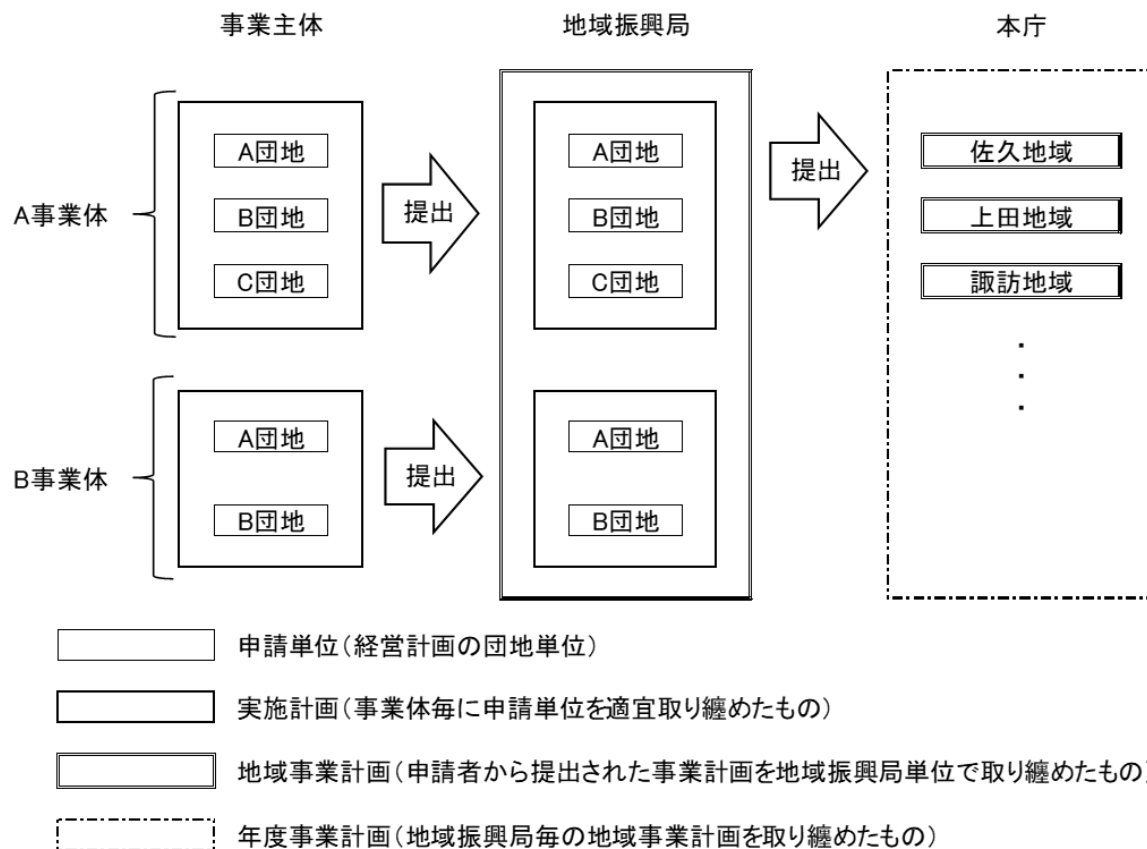 事業主体
地域振興局
本庁
A事業体
A団地
B団地
C団地
提出
A団地
B団地
C団地
提出
佐久地域
上田地域
諏訪地域
・
・
・
B事業体
A団地
B団地
提出
A団地
B団地
申請単位(経営計画の団地単位)
実施計画(事業体毎に申請単位を適宜取り纏めたもの)
地域事業計画(申請者から提出された事業計画を地域振興局単位で取り纏めたもの)
年度事業計画(地域振興局毎の地域事業計画を取り纏めたもの)